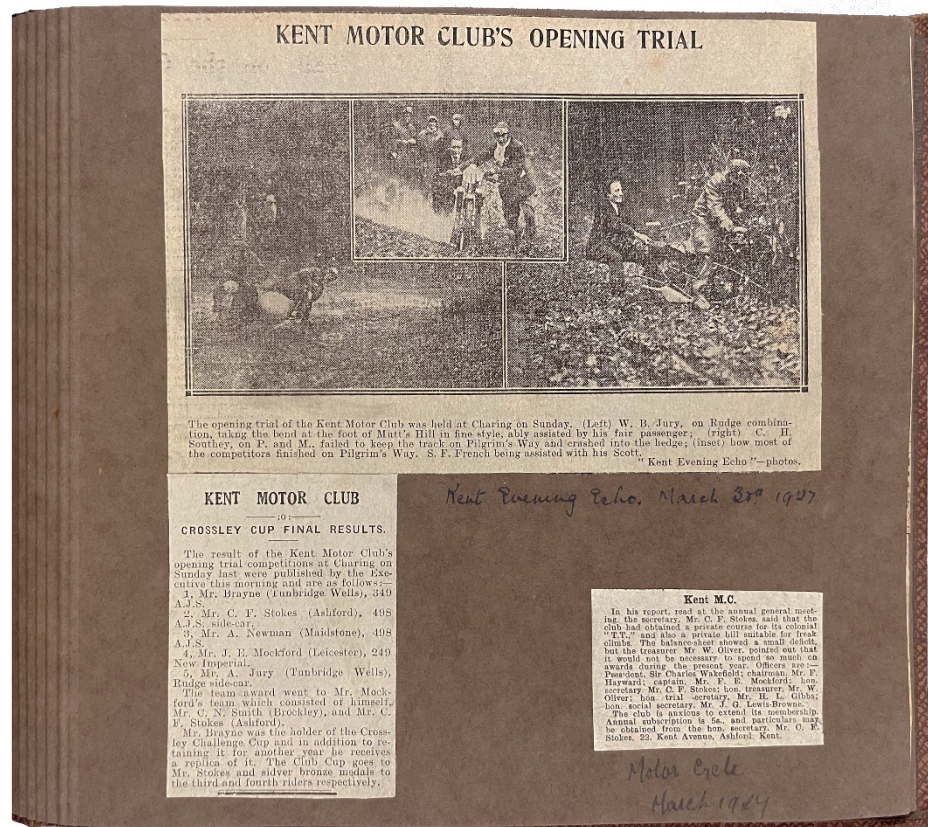 KENT MOTOR CLUB'S OPENING TRIAL
The opening trial of the Kent Motor Club was held at Charing on Sunday. (Left) W. B. Jury, on Rudge combina-
tion, takng the bend at the foot of Mutt's Hill in fine style, ably assisted by his fair passenger; (right) C. H.
Southey, on P. and M., failed to keep the track on Pilgrim's Way and crashed into the hedge; (inset) how most of
the competitors finished on Pilgrim's Way. S. F. French being assisted with his Scott.
"Kent Evening Echo"—photos.
Kent Evening Echo. March 1927
KENT MOTOR CLUB
:o:
CROSSLEY CUP FINAL RESULTS.
The result of the Kent Motor Club's
opening trial competitions at Charing on
Sunday last were published by the Exe-
cutive this morning and are as follows:—
1, Mr. Brayne (Tunbridge Wells), 349
A.J.S.
2, Mr. C. F. Stokes (Ashford), 498
A.J.S. side-car.
3, Mr. A. Newman (Maidstone), 498
A.J.S.
4, Mr. J. E. Mockford (Leicester), 249
New Imperial.
5, Mr. A. Jury (Tunbridge Wells),
Rudge side-car.
The team award went to Mr. Mock-
ford's team which consisted of himself,
Mr. C. N. Smith (Brockley), and Mr. C.
F. Stokes (Ashford).
Mr. Brayne was the holder of the Cross-
ley Challenge Cup and in addition to re-
taining it for another year he receives
a replica of it. The Club Cup goes to
Mr. Stokes and sidver bronze medals to
the third and fourth riders respectively.
Kent M.C.
In his report, read at the annual general meet-
ing, the secretary, Mr. C. F. Stokes, said that the
club had obtained a private course for its colonial
"T.T.," and also a private hill suitable for freak
climbs. The balance-sheet showed a small deficit,
but the treasurer Mr. W. Oliver, pointed out that
it would not be necessary to spend so much on
awards during the present year. Officers are:—
President, Sir Charles Wakefield; chairman, Mr. F.
Hayward; captain, Mr. F. E. Mockford; hon.
secretary Mr. C. F. Stokes; hon. treasurer, Mr. W.
Oliver; hon. trial secretary, Mr. H. L. Gibbs;
hon. social secretary, Mr. J. G. Lewis-Browne.
The club is anxious to extend its membership.
Annual subscription is 5s., and particulars may
be obtained from the hon. secretary, Mr. C. F.
Stokes, 22, Kent Avenue, Ashford, Kent.
Motor Cycle
March 1927